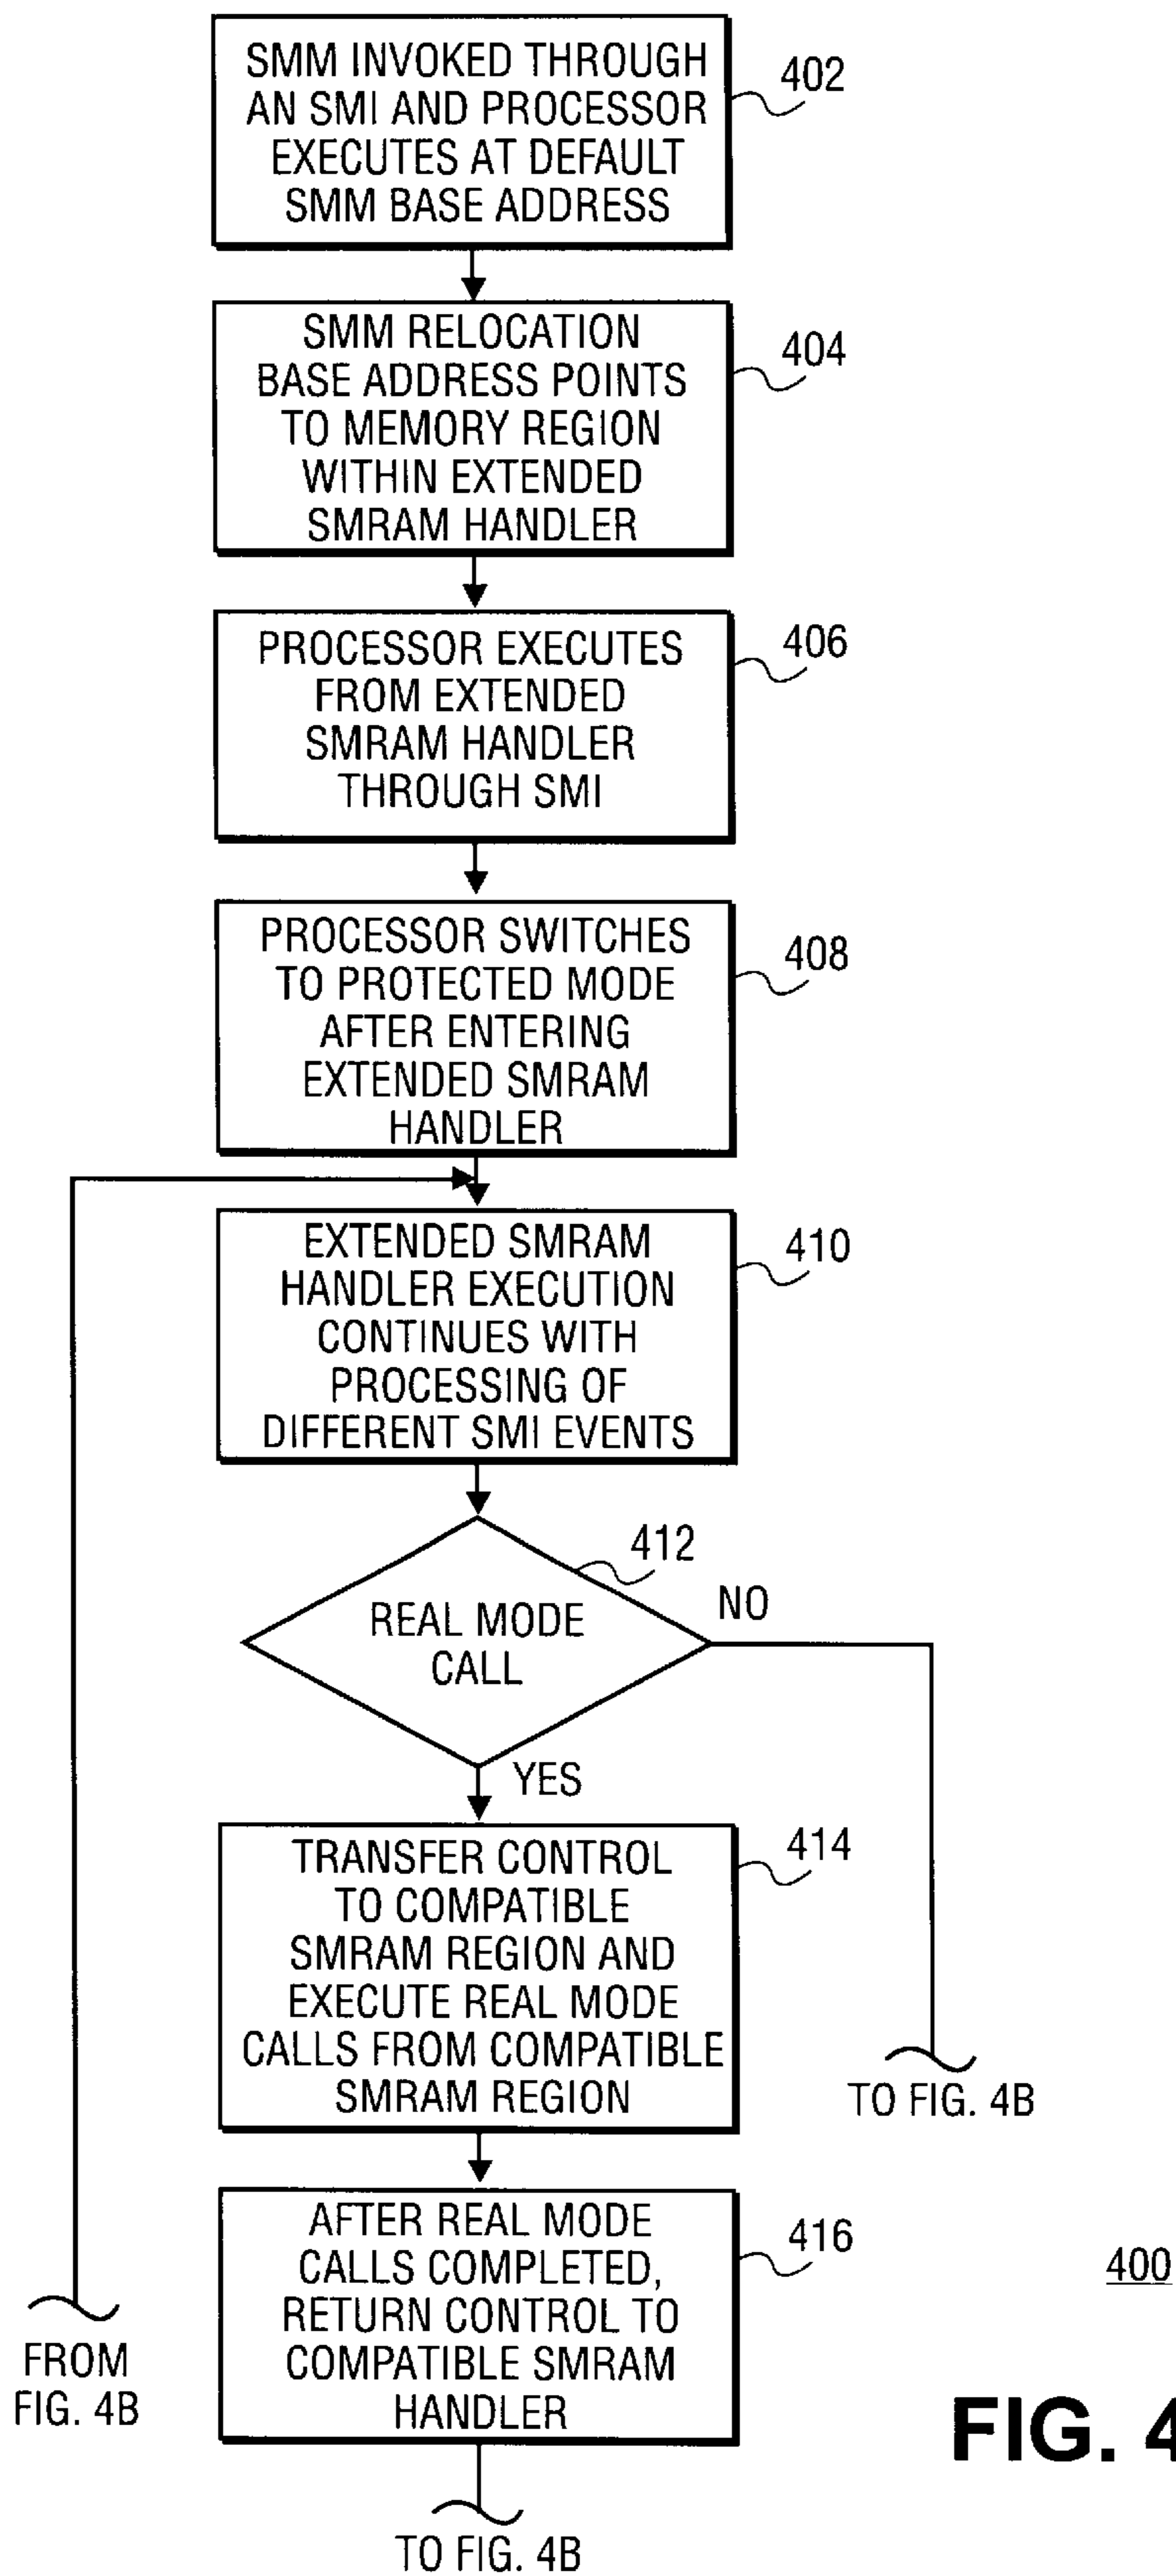 SMM INVOKED THROUGH
AN SMI AND PROCESSOR
EXECUTES AT DEFAULT
SMM BASE ADDRESS
402
SMM RELOCATION
BASE ADDRESS POINTS
TO MEMORY REGION
WITHIN EXTENDED
SMRAM HANDLER
404
PROCESSOR EXECUTES
FROM EXTENDED
SMRAM HANDLER
THROUGH SMI
406
PROCESSOR SWITCHES
TO PROTECTED MODE
AFTER ENTERING
EXTENDED SMRAM
HANDLER
408
EXTENDED SMRAM
HANDLER EXECUTION
CONTINUES WITH
PROCESSING OF
DIFFERENT SMI EVENTS
410
412
REAL MODE
CALL
NO
YES
TRANSFER CONTROL
TO COMPATIBLE
SMRAM REGION AND
EXECUTE REAL MODE
CALLS FROM COMPATIBLE
SMRAM REGION
414
TO FIG. 4B
AFTER REAL MODE
CALLS COMPLETED,
RETURN CONTROL TO
COMPATIBLE SMRAM
HANDLER
416
400
FROM
FIG. 4B
FIG. 4
TO FIG. 4B